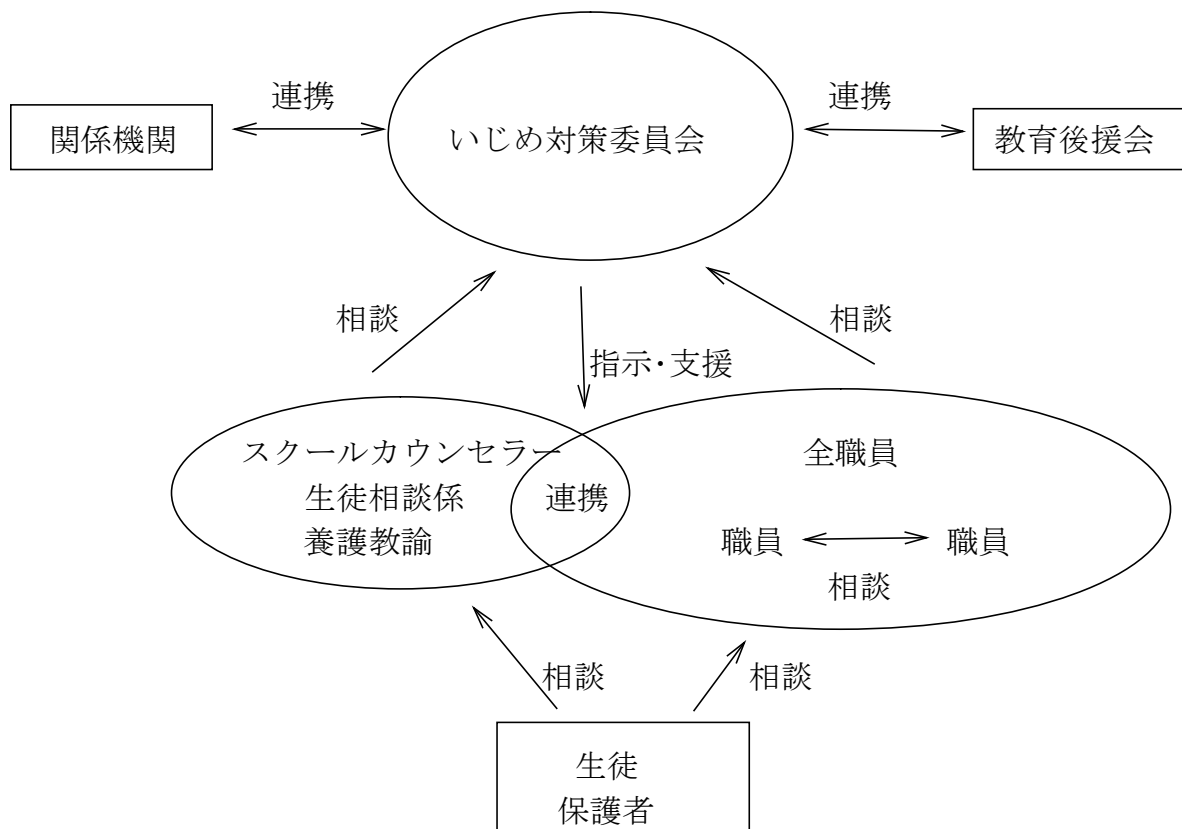 連携
連携
関係機関
いじめ対策委員会
教育後援会
相談
相談
指示・支援
スクールカウンセラー
生徒相談係
養護教諭
連携
全職員
職員
職員
相談
相談
相談
生徒
保護者